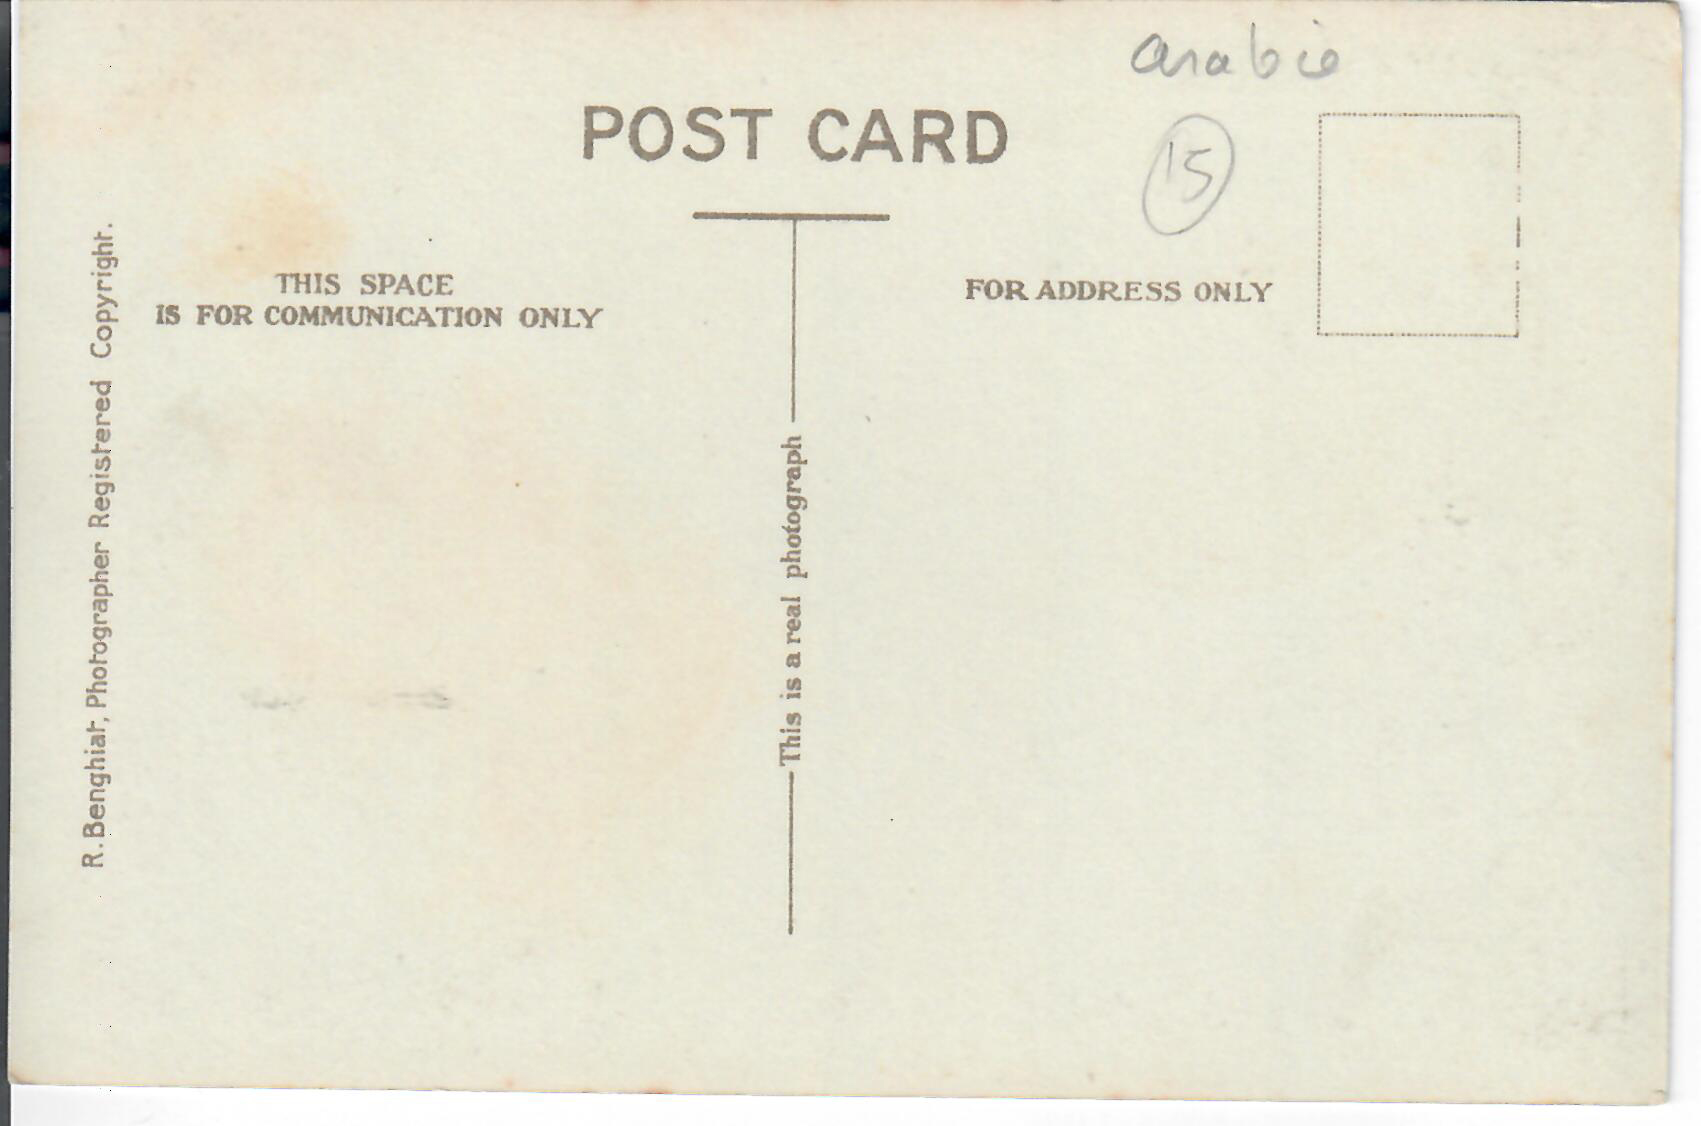 arabie
POST CARD
15
THIS SPACE
IS FOR COMMUNICATION ONLY
FOR ADDRESS ONLY
R. Benghiat, Photographer Registered Copyright.
This is a real photograph